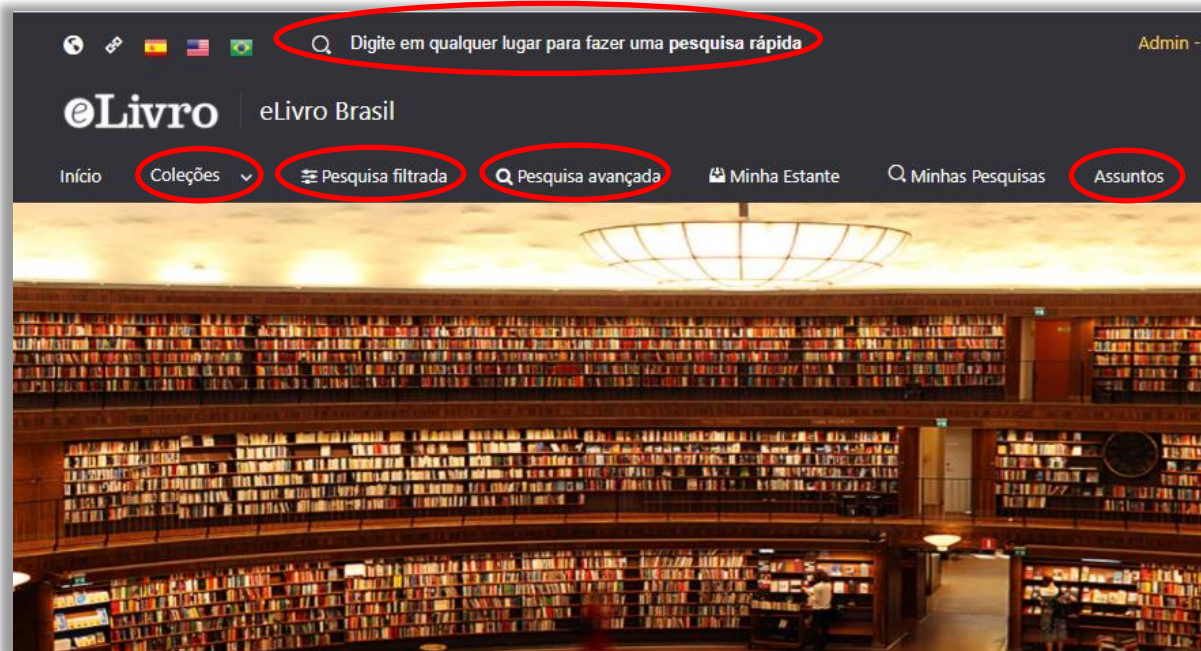 Digite em qualquer lugar para fazer uma pesquisa rápida
Admin -
eLivro
eLivro Brasil
Início Coleções Pesquisa filtrada Pesquisa avançada Minha Estante Minhas Pesquisas Assuntos